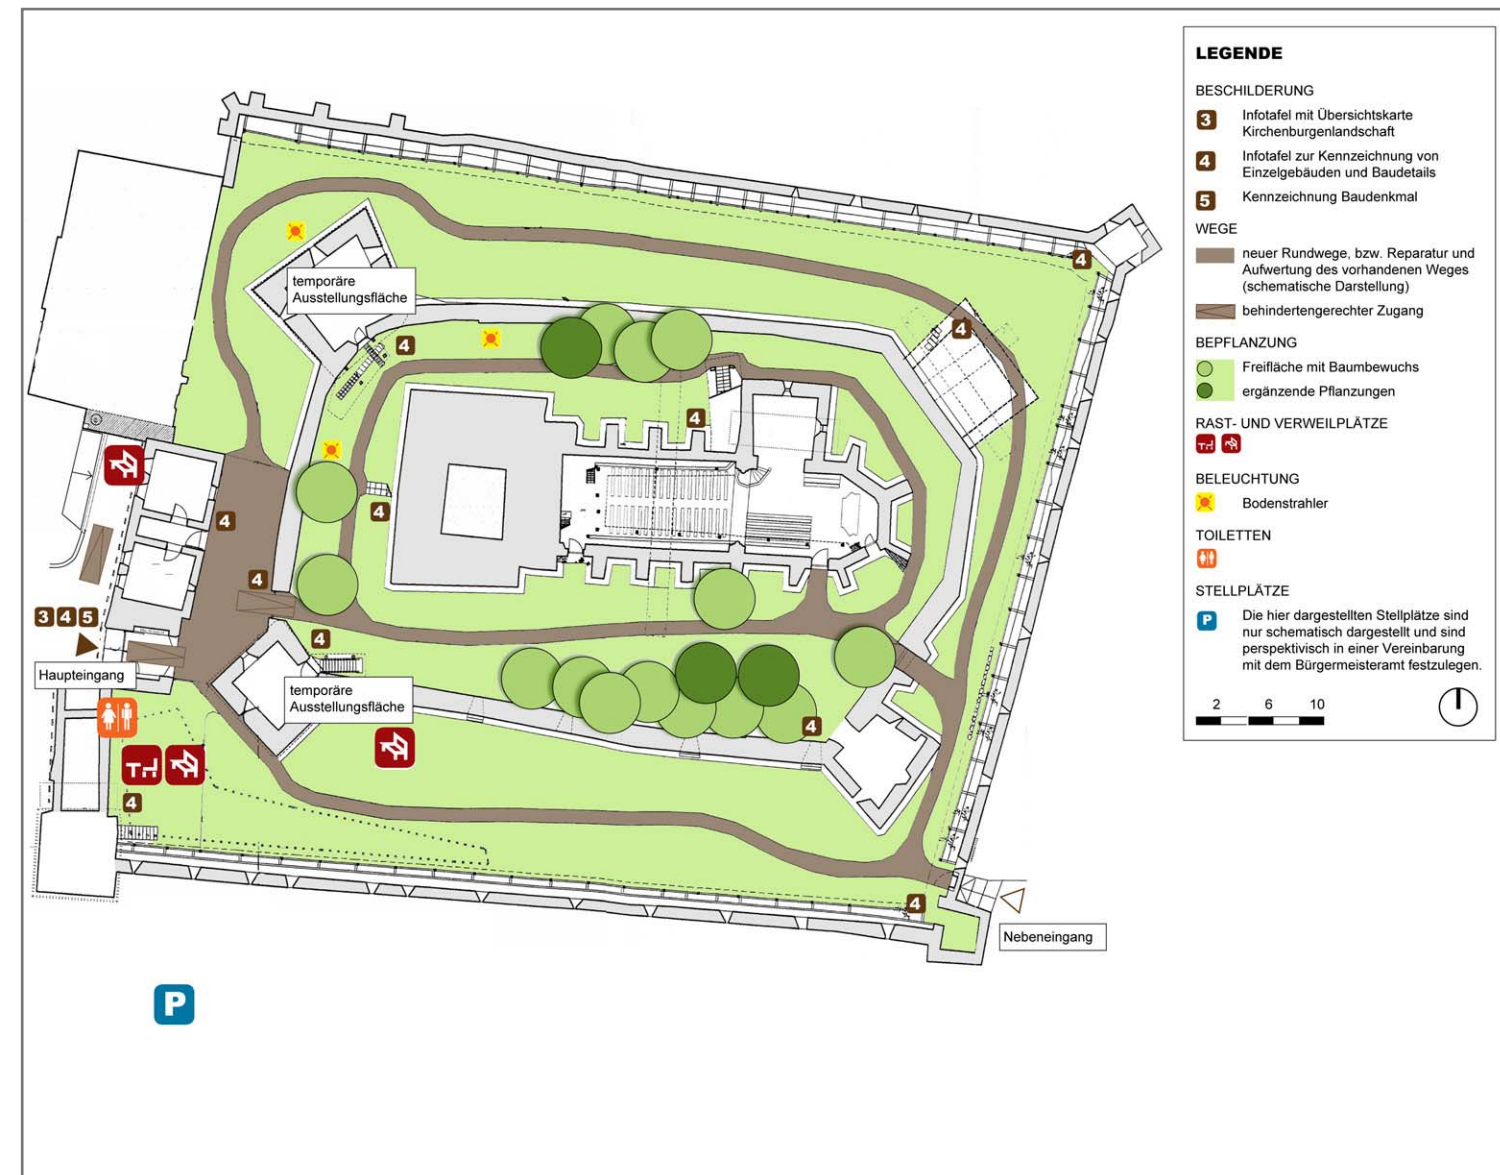 temporäre
Ausstellungsfläche
4
4
4
4
4
4
4
4
3 4 5
4
Haupteingang
temporäre
Ausstellungsfläche
4
4
4
Nebeneingang
P
LEGENDE
BESCHILDERUNG
3 Infotafel mit Übersichtskarte
Kirchenburgenlandschaft
4 Infotafel zur Kennzeichnung von
Einzelgebäuden und Baudetails
5 Kennzeichnung Baudenkmal
WEGE
neuer Rundwege, bzw. Reparatur und
Aufwertung des vorhandenen Weges
(schematische Darstellung)
behindertengerechter Zugang
BEPFLANZUNG
Freifläche mit Baumbewuchs
ergänzende Pflanzungen
RAST- UND VERWEILPLÄTZE
BELEUCHTUNG
Bodenstrahler
TOILETTEN
STELLPLÄTZE
P Die hier dargestellten Stellplätze sind
nur schematisch dargestellt und sind
perspektivisch in einer Vereinbarung
mit dem Bürgermeisteramt festzulegen.
2 6 10